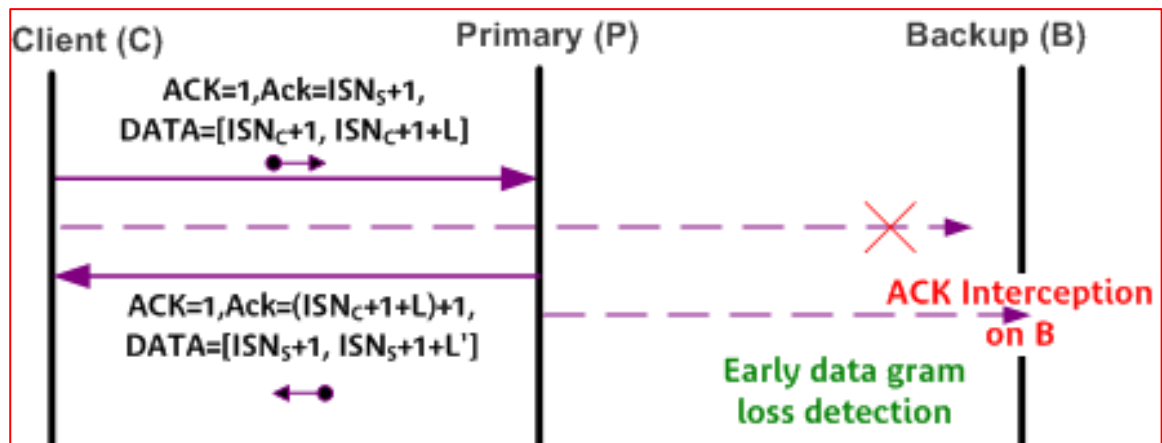 Client (C)
Primary (P)
Backup (B)
ACK=1,Ack=ISNS+1,
DATA=[ISNC+1, ISNC+1+L]
ACK=1,Ack=(ISNC+1+L)+1,
DATA=[ISNS+1, ISNS+1+L']
ACK Interception
on B
Early data gram
loss detection